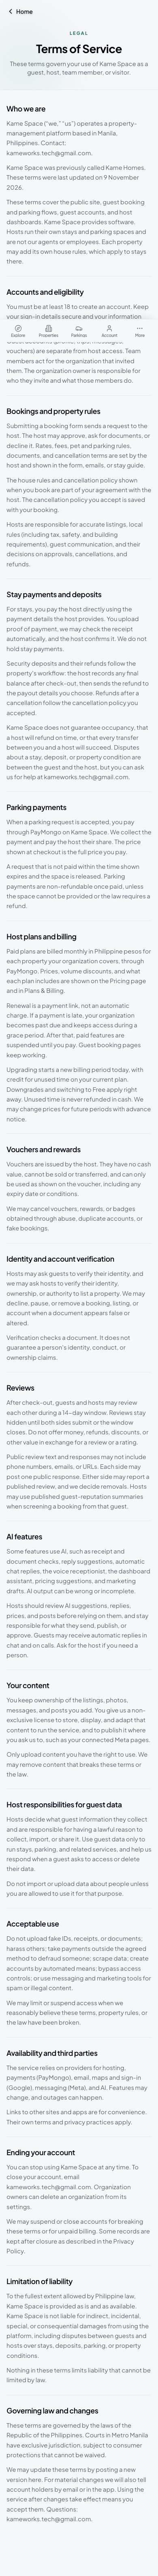 Home
LEGAL
Terms of Service
These terms govern your use of Kame Space as a
guest, host, team member, or visitor.
Who we are
Kame Space ("we," "us") operates a property-
management platform based in Manila,
Philippines. Contact:
kameworks.tech@gmail.com.
Kame Space was previously called Kame Homes.
These terms were last updated on 9 November
2026.
These terms cover the public site, guest booking
and parking flows, guest accounts, and host
dashboards. Kame Space provides software.
Hosts run their own stays and parking spaces and
are not our agents or employees. Each property
may add its own house rules, which apply to stays
there.
Accounts and eligibility
You must be at least 18 to create an account. Keep
your sign-in details secure and your information
Explore
Properties
Parkings
Account
More
vouchers) are separate from host access. Team
members act for the organization that invited
them. The organization owner is responsible for
who they invite and what those members do.
Bookings and property rules
Submitting a booking form sends a request to the
host. The host may approve, ask for documents, or
decline it. Rates, fees, pet and parking rules,
documents, and cancellation terms are set by the
host and shown in the form, emails, or stay guide.
The house rules and cancellation policy shown
when you book are part of your agreement with the
host. The cancellation policy you accept is saved
with your booking.
Hosts are responsible for accurate listings, local
rules (including tax, safety, and building
requirements), guest communication, and their
decisions on approvals, cancellations, and
refunds.
Stay payments and deposits
For stays, you pay the host directly using the
payment details the host provides. You upload
proof of payment, we may check the receipt
automatically, and the host confirms it. We do not
hold stay payments.
Security deposits and their refunds follow the
property's workflow: the host records any final
balance after check-out, then sends the refund to
the payout details you choose. Refunds after a
cancellation follow the cancellation policy you
accepted.
Kame Space does not guarantee occupancy, that
a host will refund on time, or that every transfer
between you and a host will succeed. Disputes
about a stay, deposit, or property condition are
between the guest and the host, but you can ask
us for help at kameworks.tech@gmail.com.
Parking payments
When a parking request is accepted, you pay
through PayMongo on Kame Space. We collect the
payment and pay the host their share. The price
shown at checkout is the full price you pay.
A request that is not paid within the time shown
expires and the space is released. Parking
payments are non-refundable once paid, unless
the space cannot be provided or the law requires a
refund.
Host plans and billing
Paid plans are billed monthly in Philippine pesos for
each property your organization covers, through
PayMongo. Prices, volume discounts, and what
each plan includes are shown on the Pricing page
and in Plans & Billing.
Renewal is a payment link, not an automatic
charge. If a payment is late, your organization
becomes past due and keeps access during a
grace period. After that, paid features are
suspended until you pay. Guest booking pages
keep working.
Upgrading starts a new billing period today, with
credit for unused time on your current plan.
Downgrades and switching to Free apply right
away. Unused time is never refunded in cash. We
may change prices for future periods with advance
notice.
Vouchers and rewards
Vouchers are issued by the host. They have no cash
value, cannot be sold or transferred, and can only
be used as shown on the voucher, including any
expiry date or conditions.
We may cancel vouchers, rewards, or badges
obtained through abuse, duplicate accounts, or
fake bookings.
Identity and account verification
Hosts may ask guests to verify their identity, and
we may ask hosts to verify their identity,
ownership, or authority to list a property. We may
decline, pause, or remove a booking, listing, or
account when a document appears false or
altered.
Verification checks a document. It does not
guarantee a person's identity, conduct, or
ownership claims.
Reviews
After check-out, guests and hosts may review
each other during a 14-day window. Reviews stay
hidden until both sides submit or the window
closes. Do not offer money, refunds, discounts, or
other value in exchange for a review or a rating.
Public review text and responses may not include
phone numbers, emails, or URLs. Each side may
post one public response. Either side may report a
published review, and we decide removals. Hosts
may use published guest-reputation summaries
when screening a booking from that guest.
AI features
Some features use AI, such as receipt and
document checks, reply suggestions, automatic
chat replies, the voice receptionist, the dashboard
assistant, pricing suggestions, and marketing
drafts. AI output can be wrong or incomplete.
Hosts should review AI suggestions, replies,
prices, and posts before relying on them, and stay
responsible for what they send, publish, or
approve. Guests may receive automatic replies in
chat and on calls. Ask for the host if you need a
person.
Your content
You keep ownership of the listings, photos,
messages, and posts you add. You give us a non-
exclusive license to store, display, and adapt that
content to run the service, and to publish it where
you ask us to, such as your connected Meta pages.
Only upload content you have the right to use. We
may remove content that breaks these terms or
the law.
Host responsibilities for guest data
Hosts decide what guest information they collect
and are responsible for having a lawful reason to
collect, import, or share it. Use guest data only to
run stays, parking, and related services, and help us
respond when a guest asks to access or delete
their data.
Do not import or upload data about people unless
you are allowed to use it for that purpose.
Acceptable use
Do not upload fake IDs, receipts, or documents;
harass others; take payments outside the agreed
method to defraud someone; scrape data; create
accounts by automated means; bypass access
controls; or use messaging and marketing tools for
spam or illegal content.
We may limit or suspend access when we
reasonably believe these terms, property rules, or
the law have been broken.
Availability and third parties
The service relies on providers for hosting,
payments (PayMongo), email, maps and sign-in
(Google), messaging (Meta), and AI. Features may
change, and outages can happen.
Links to other sites and apps are for convenience.
Their own terms and privacy practices apply.
Ending your account
You can stop using Kame Space at any time. To
close your account, email
kameworks.tech@gmail.com. Organization
owners can delete an organization from its
settings.
We may suspend or close accounts for breaking
these terms or for unpaid billing. Some records are
kept after closure as described in the Privacy
Policy.
Limitation of liability
To the fullest extent allowed by Philippine law,
Kame Space is provided as is and as available.
Kame Space is not liable for indirect, incidental,
special, or consequential damages from using the
platform, including disputes between guests and
hosts over stays, deposits, parking, or property
conditions.
Nothing in these terms limits liability that cannot be
limited by law.
Governing law and changes
These terms are governed by the laws of the
Republic of the Philippines. Courts in Metro Manila
have exclusive jurisdiction, subject to consumer
protections that cannot be waived.
We may update these terms by posting a new
version here. For material changes we will also tell
account holders by email or in the app. Using the
service after changes take effect means you
accept them. Questions:
kameworks.tech@gmail.com.